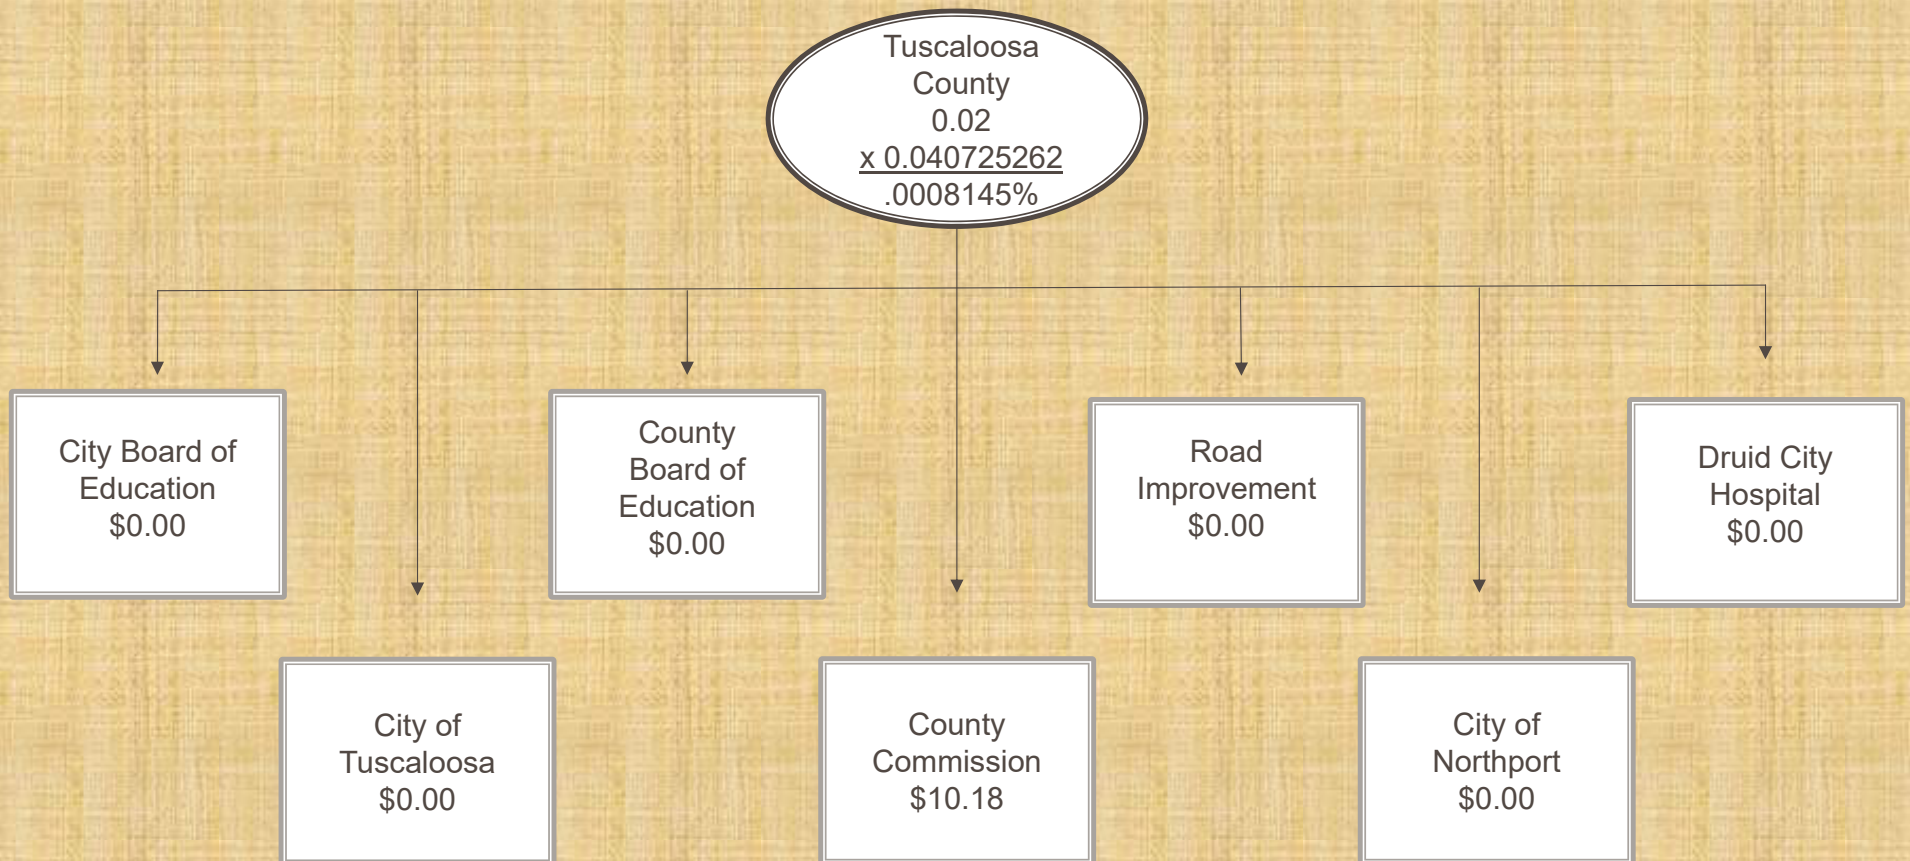 Tuscaloosa
County
0.02
x 0.040725262
.0008145%
City Board of
Education
$0.00
County
Board of
Education
$0.00
Road
Improvement
$0.00
Druid City
Hospital
$0.00
City of
Tuscaloosa
$0.00
County
Commission
$10.18
City of
Northport
$0.00